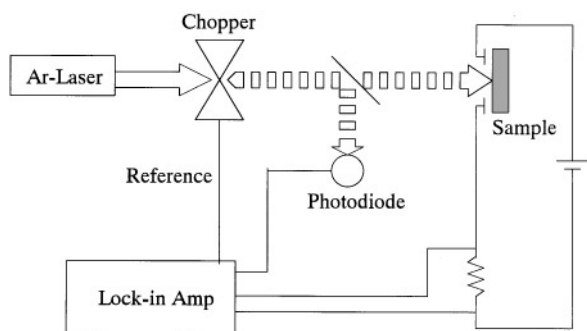 Chopper
Ar-Laser
Sample
Reference
Photodiode
Lock-in Amp